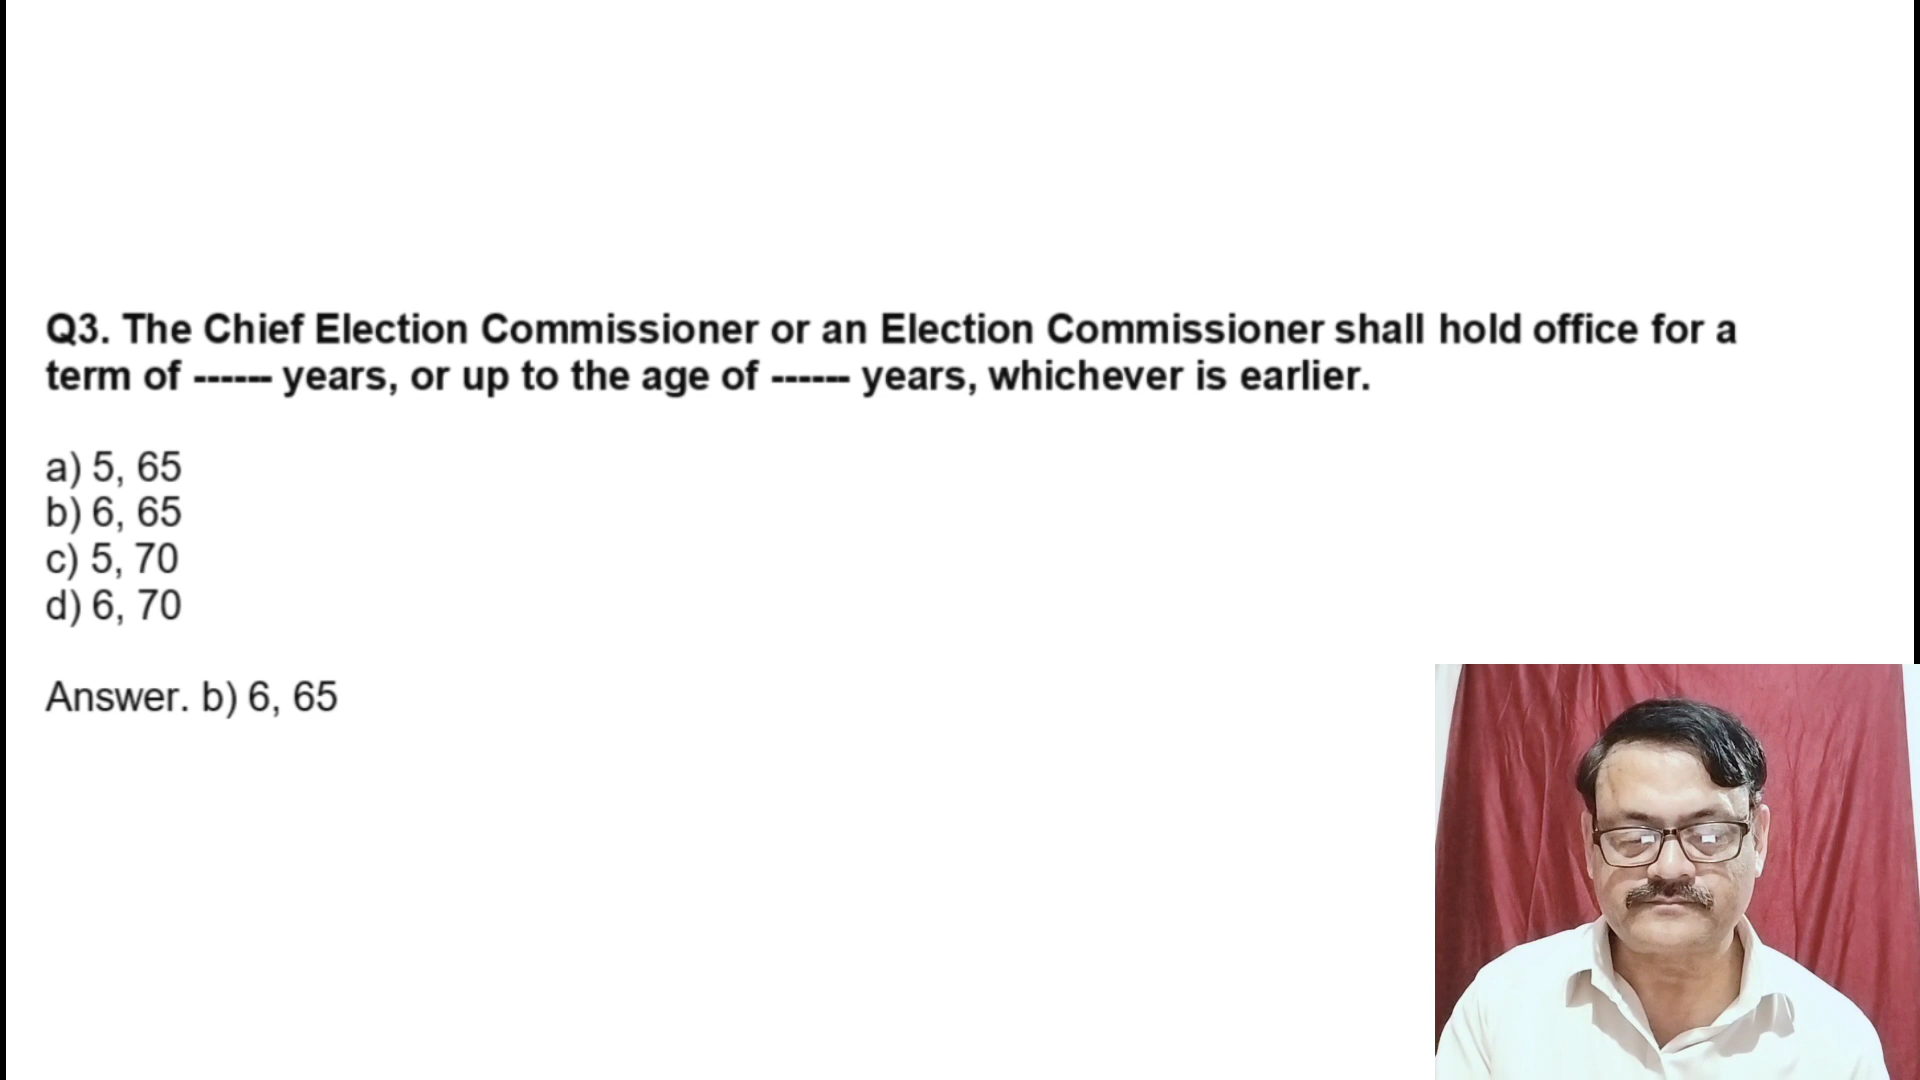 Q3. The Chief Election Commissioner or an Election Commissioner shall hold office for a
term of ------ years, or up to the age of ------ years, whichever is earlier.
a) 5, 65
b) 6, 65
c) 5, 70
d) 6, 70
Answer. b) 6, 65